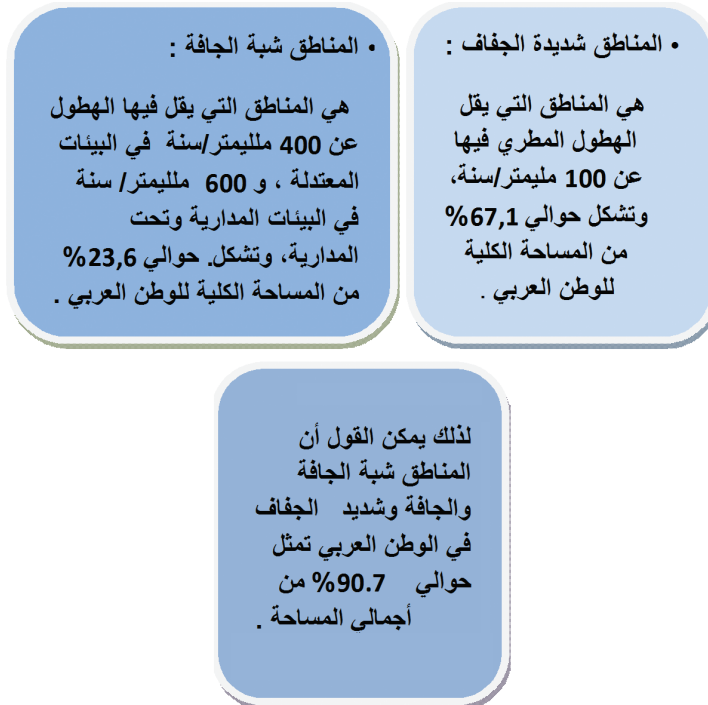 • المناطق شديدة الجفاف :
هي المناطق التي يقل
الهطول المطري فيها
عن 100 مليمتر/سنة،
وتشكل حوالي 67,1%
من المساحة الكلية
للوطن العربي .
• المناطق شبة الجافة :
هي المناطق التي يقل فيها الهطول
عن 400 ملليمتر/سنة في البيئات
المعتدلة ، و 600 ملليمتر/ سنة
في البيئات المدارية وتحت
المدارية، وتشكل. حوالي 23,6%
من المساحة الكلية للوطن العربي .
لذلك يمكن القول أن
المناطق شبة الجافة
والجافة وشديد الجفاف
في الوطن العربي تمثل
حوالي 90.7% من
أجمالي المساحة .